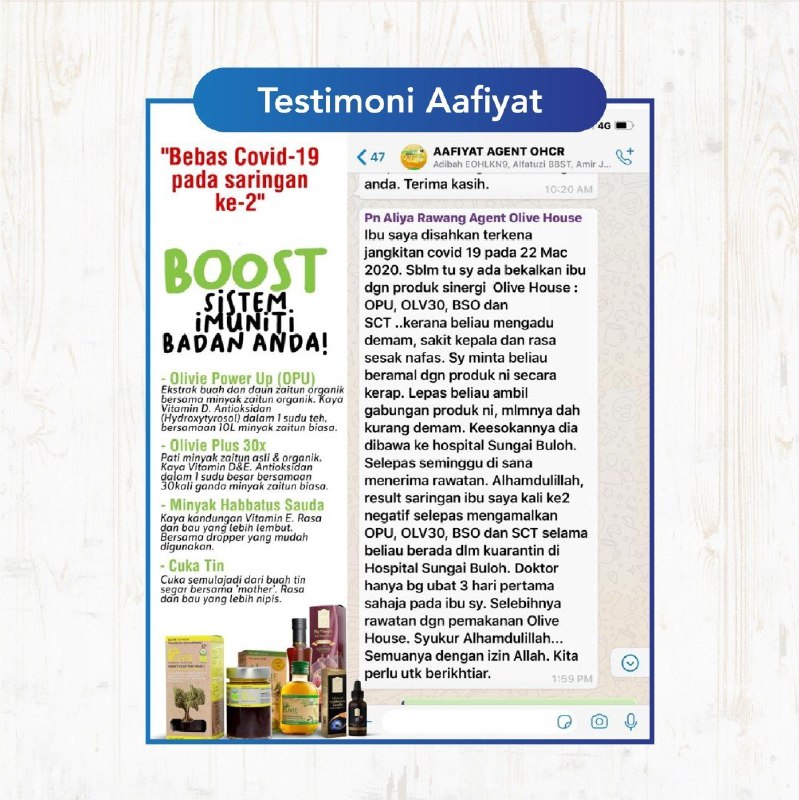 Testimoni Aafiyat
"Bebas Covid-19
pada saringan
ke-2"
BOOST
SISTEM
IMUNITI
BADAN ANDA!
- Olivie Power Up (OPU)
Ekstrak buah dan daun zaitun organik
bersama minyak zaitun organik. Kaya
Vitamin D. Antioksidan
(Hydroxytyrosol) dalam 1 sudu teh,
bersamaan 10L minyak zaitun biasa.
- Olivie Plus 30x
Pati minyak zaitun asli & organik.
Kaya Vitamin D&E. Antioksidan
dalam 1 sudu besar bersamaan
30kali ganda minyak zaitun biasa.
- Minyak Habbatus Sauda
Kaya kandungan Vitamin E. Rasa
dan bau yang lebih lembut.
Bersama dropper yang mudah
digunakan.
- Cuka Tin
Cuka semulajadi dari buah tin
segar bersama 'mother'. Rasa
dan bau yang lebih nipis.
4G
47
AAFIYAT AGENT OHCR
Adibah EOHLKN9, Alfatuzi BBST, Amir J...
anda. Terima kasih.
10:20 AM
Pn Aliya Rawang Agent Olive House
Ibu saya disahkan terkena
jangkitan covid 19 pada 22 Mac
2020. Sblm tu sy ada bekalkan ibu
dgn produk sinergi Olive House :
OPU, OLV30, BSO dan
SCT ..kerana beliau mengadu
demam, sakit kepala dan rasa
sesak nafas. Sy minta beliau
beramal dgn produk ni secara
kerap. Lepas beliau ambil
gabungan produk ni, mlmnya dah
kurang demam. Keesokannya dia
dibawa ke hospital Sungai Buloh.
Selepas seminggu di sana
menerima rawatan. Alhamdulillah,
result saringan ibu saya kali ke2
negatif selepas mengamalkan
OPU, OLV30, BSO dan SCT selama
beliau berada dlm kuarantin di
Hospital Sungai Buloh. Doktor
hanya bg ubat 3 hari pertama
sahaja pada ibu sy. Selebihnya
rawatan dgn pemakanan Olive
House. Syukur Alhamdulillah...
Semuanya dengan izin Allah. Kita
perlu utk berikhtiar.
1:59 PM